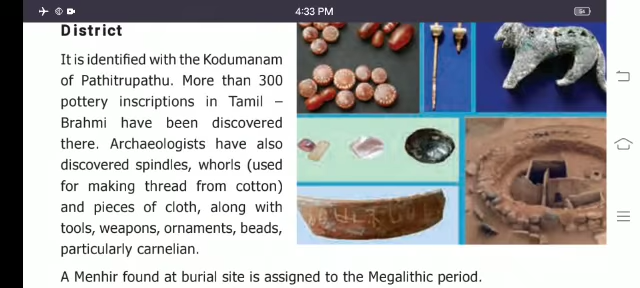 4:33 PM
District
It is identified with the Kodumanam
of Pathitrupathu. More than 300
pottery inscriptions in Tamil –
Brahmi have been discovered
there. Archaeologists have also
discovered spindles, whorls (used
for making thread from cotton)
and pieces of cloth, along with
tools, weapons, ornaments, beads,
particularly carnelian.
A Menhir found at burial site is assigned to the Megalithic period.